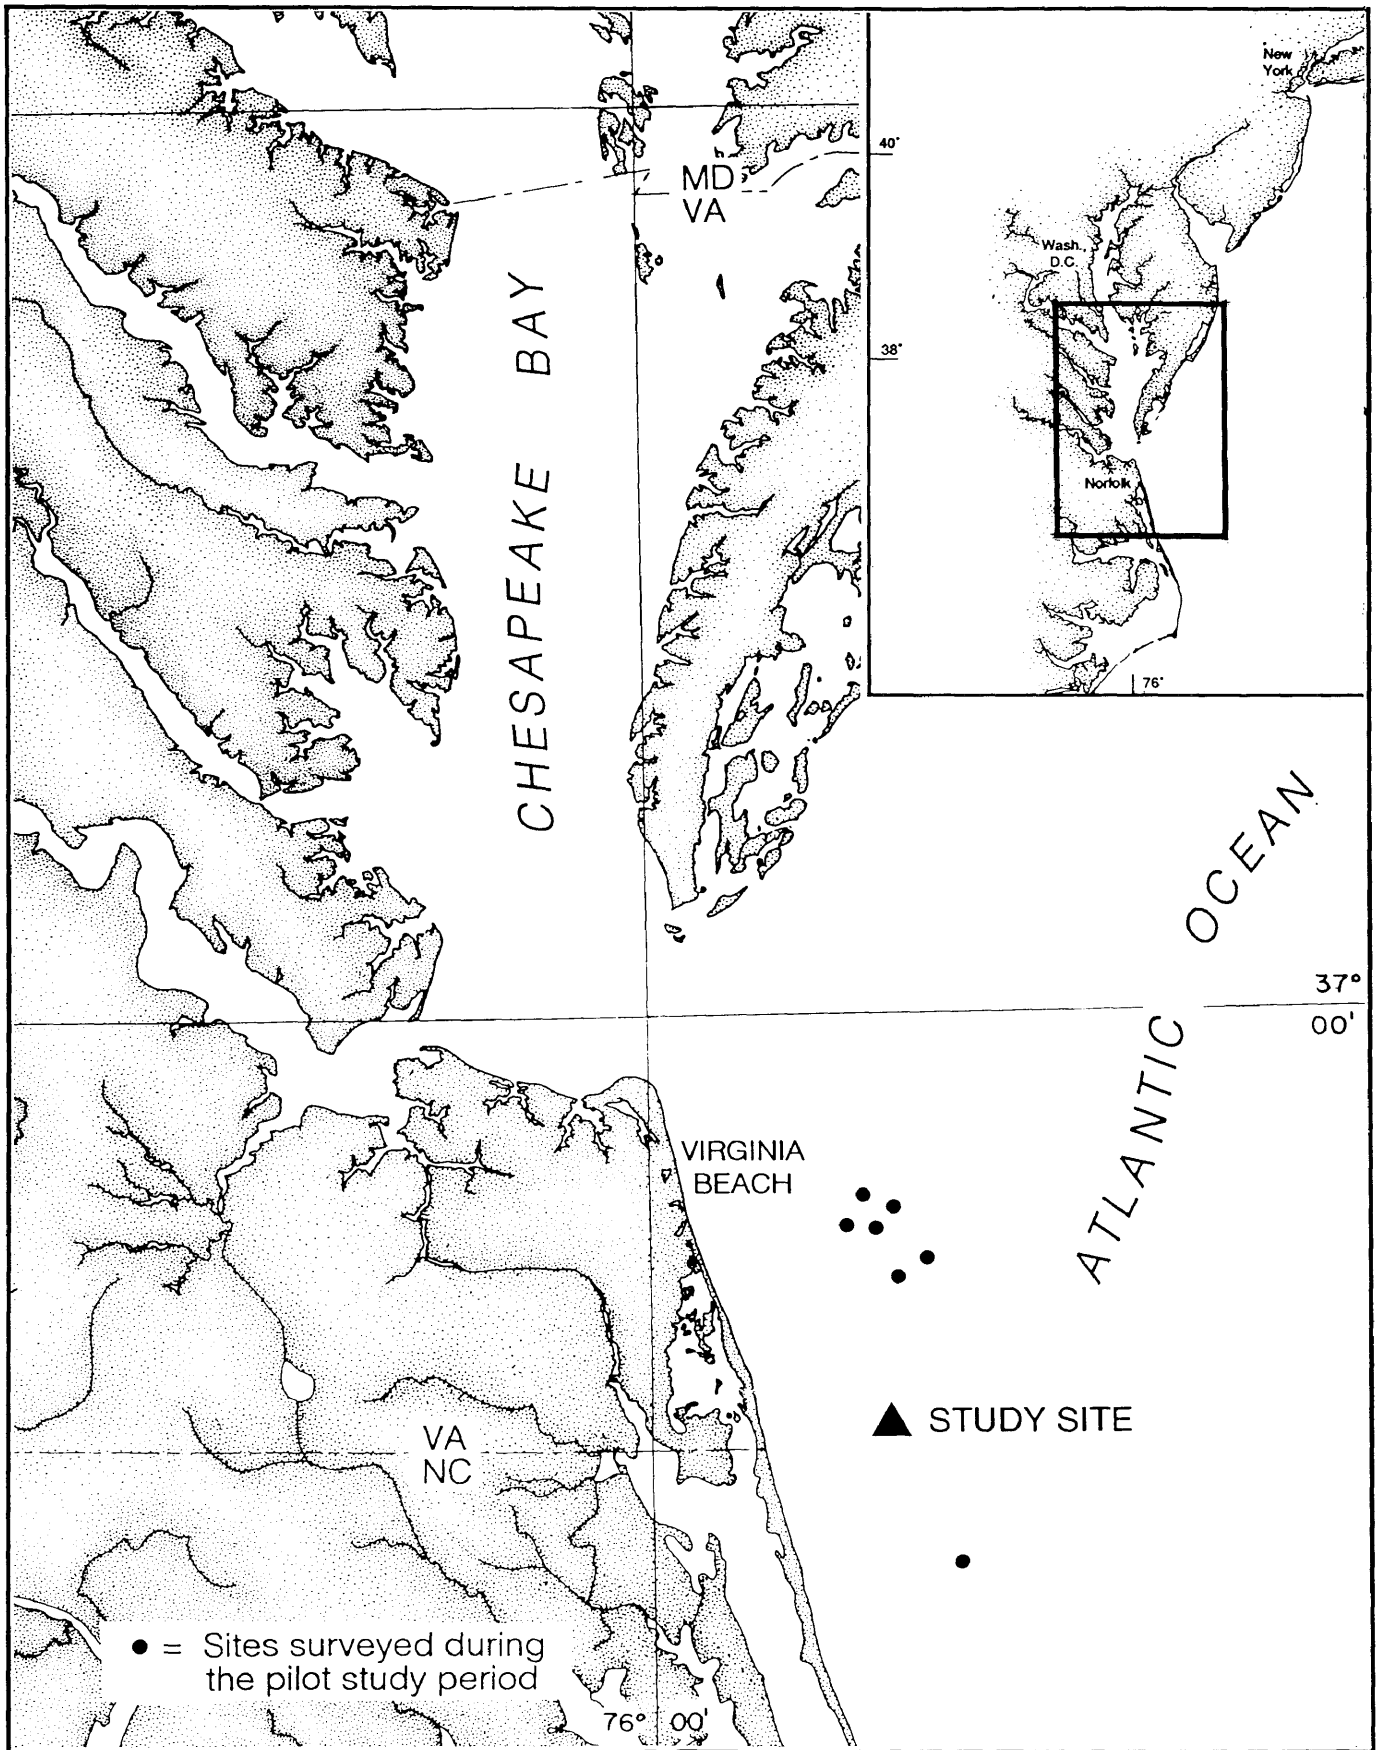 New
York
40°
MD
VA
Wash.,
D.C.
38°
CHESAPEAKE BAY
Norfolk
76°
ATLANTIC OCEAN
37°
00'
VIRGINIA
BEACH
▲ STUDY SITE
VA
NC
● = Sites surveyed during
the pilot study period
76° 00'